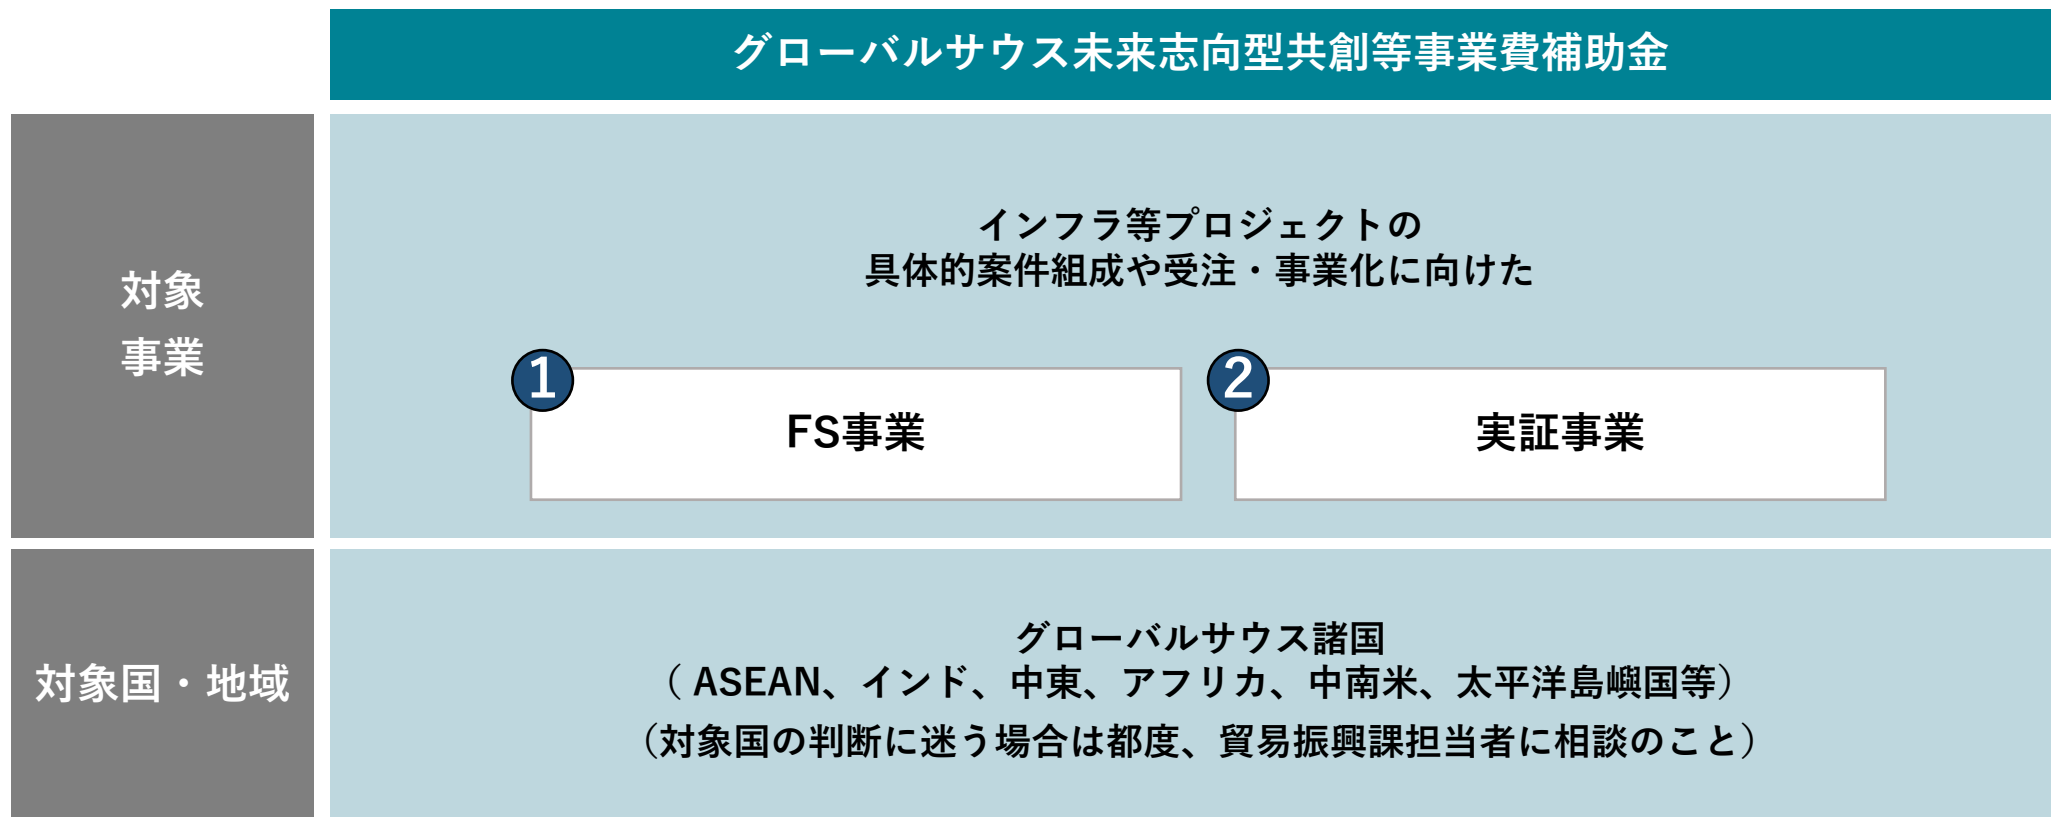 グローバルサウス未来志向型共創等事業費補助金
対象
事業
インフラ等プロジェクトの
具体的案件組成や受注・事業化に向けた
1
FS事業
2
実証事業
対象国・地域
グローバルサウス諸国
（ ASEAN、インド、中東、アフリカ、中南米、太平洋島嶼国等）
（対象国の判断に迷う場合は都度、貿易振興課担当者に相談のこと）